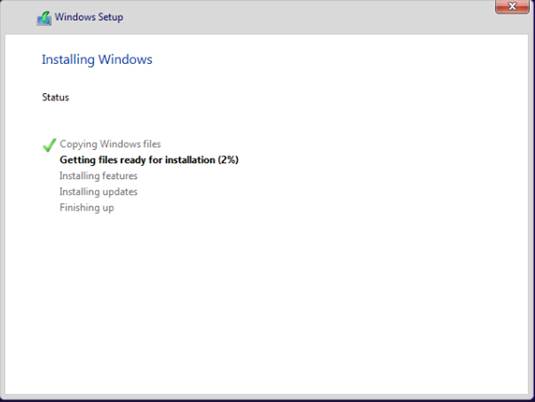 Windows Setup
Installing Windows
Status
Copying Windows files
Getting files ready for installation (2%)
Installing features
Installing updates
Finishing up